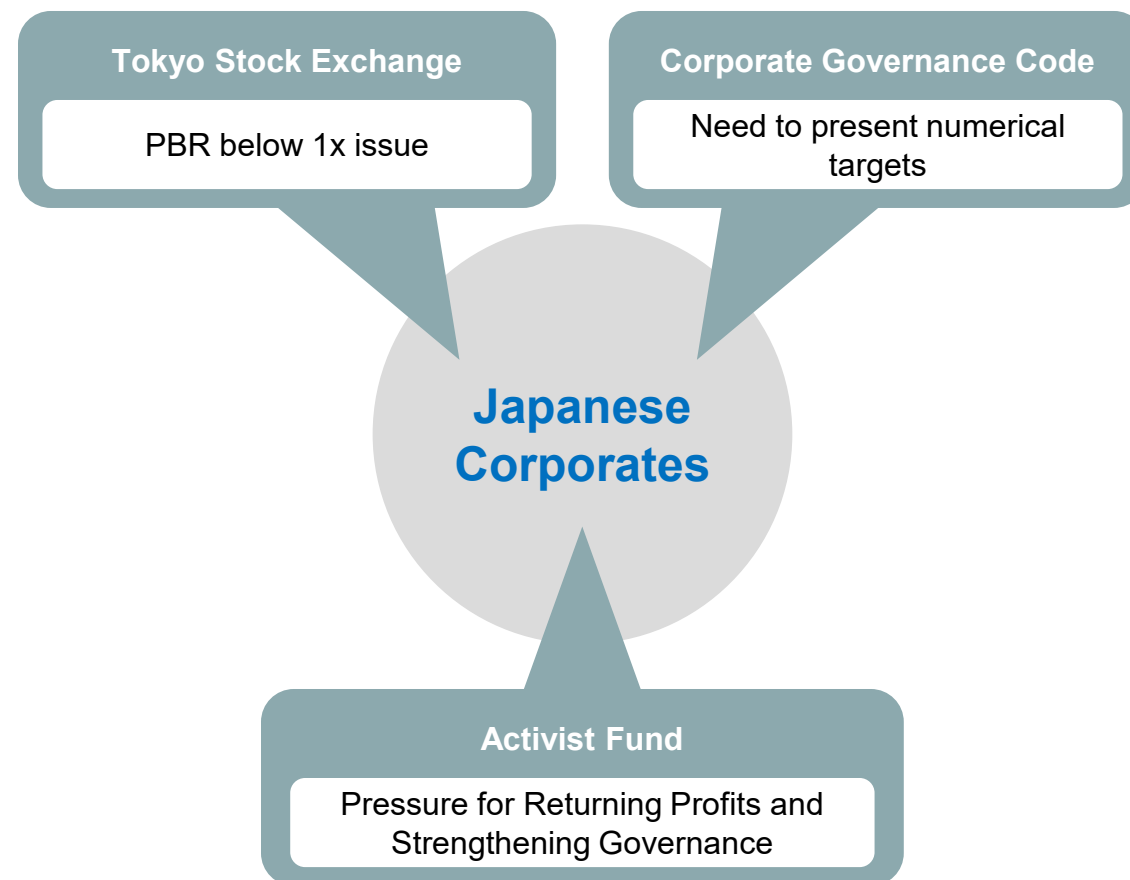 Tokyo Stock Exchange
PBR below 1x issue
Corporate Governance Code
Need to present numerical
targets
Japanese
Corporates
Activist Fund
Pressure for Returning Profits and
Strengthening Governance